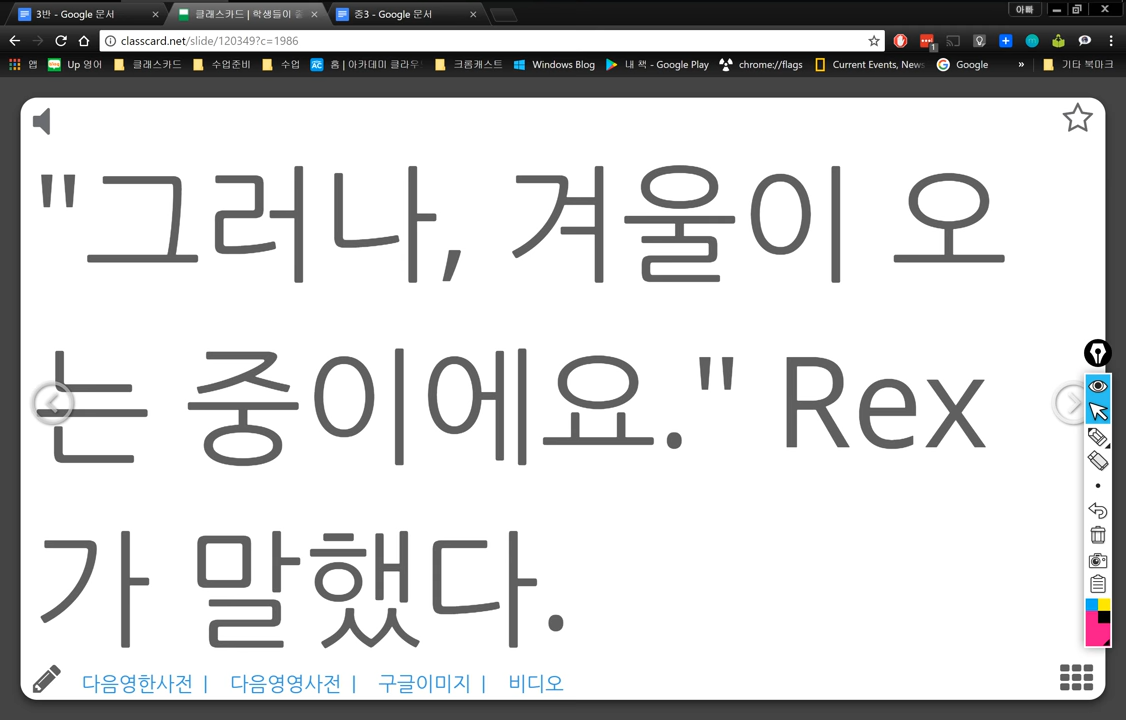 3반 - Google 문서
클래스카드 | 학생들이 줄
중3 - Google 문서
아빠
classcard.net/slide/120349?c=1986
앱 Up 영어 클래스카드 수업준비 수업 홈 | 아카데미 클라우 크롬캐스트 Windows Blog 내 책 - Google Play chrome://flags Current Events, News Google » 기타 북마크
"그러나, 겨울이 오
는 중이에요." Rex
가 말했다.
다음영한사전 | 다음영영사전 | 구글이미지 | 비디오